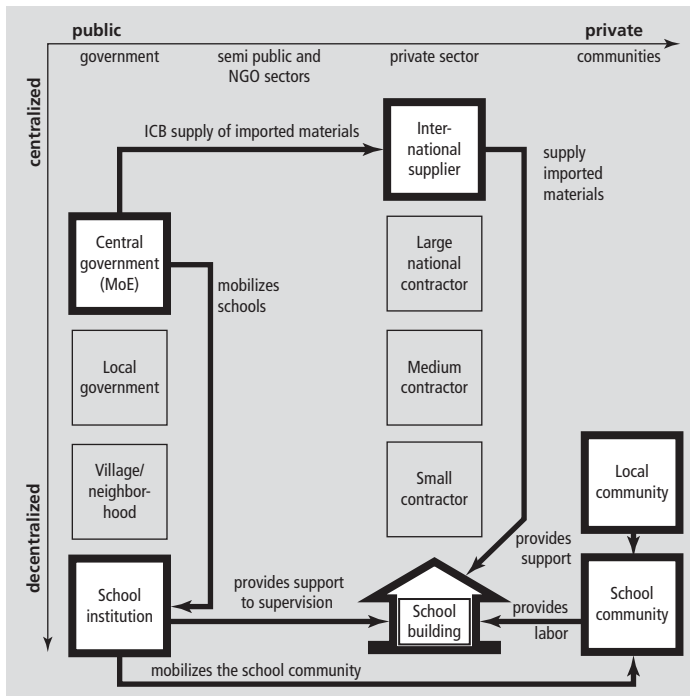 public
private
government
semi public and
NGO sectors
private sector
communities
centralized
ICB supply of imported materials
Inter-
national
supplier
supply
imported
materials
Central
government
(MoE)
Large
national
contractor
mobilizes
schools
Local
government
Medium
contractor
Village/
neighbor-
hood
Small
contractor
Local
community
decentralized
provides
support
School
institution
provides support
to supervision
School
building
provides
labor
School
community
mobilizes the school community